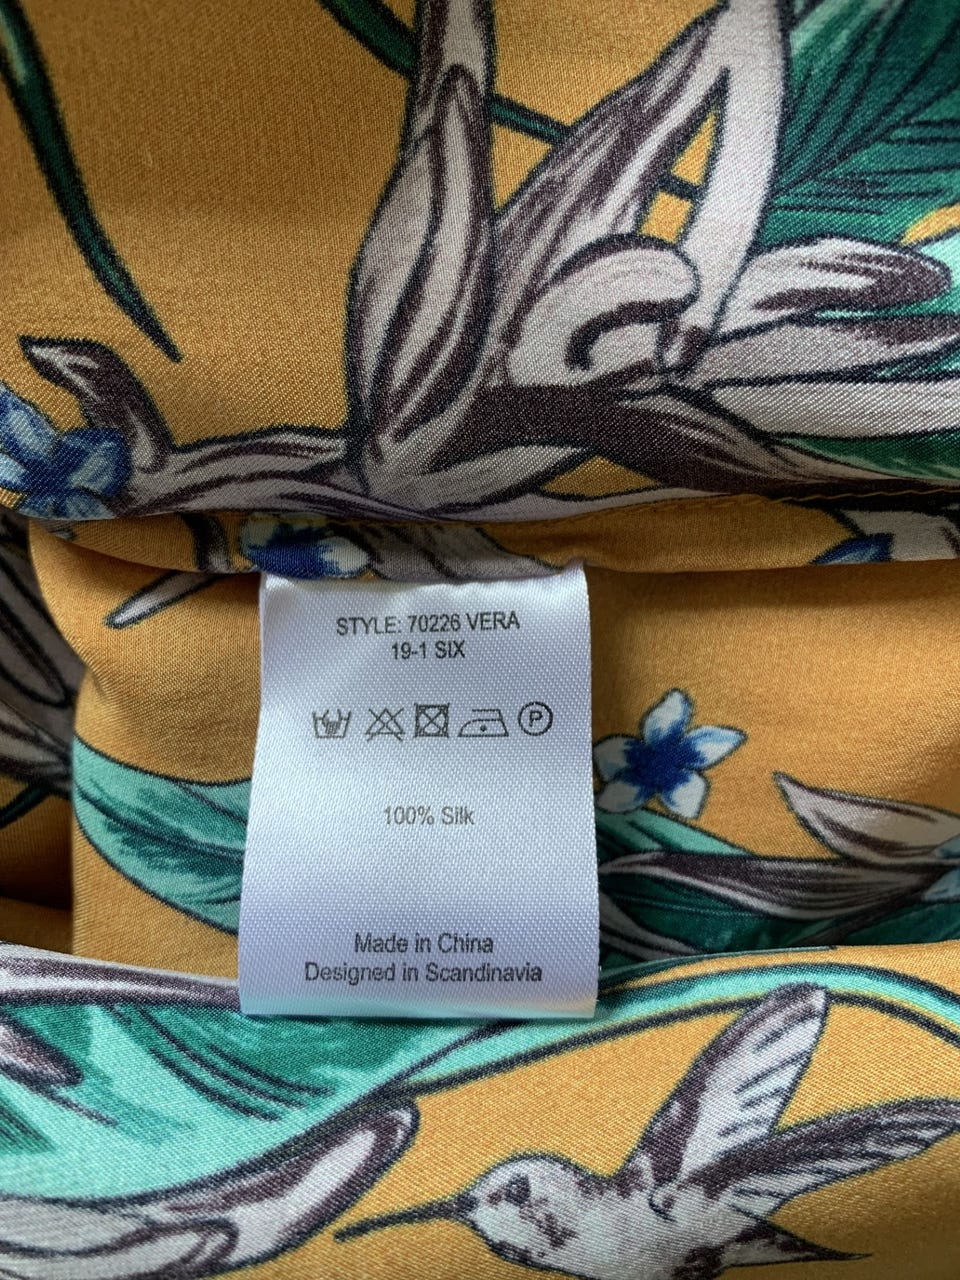 STYLE: 70226 VERA
19-1 SIX
P
100% Silk
Made in China
Designed in Scandinavia